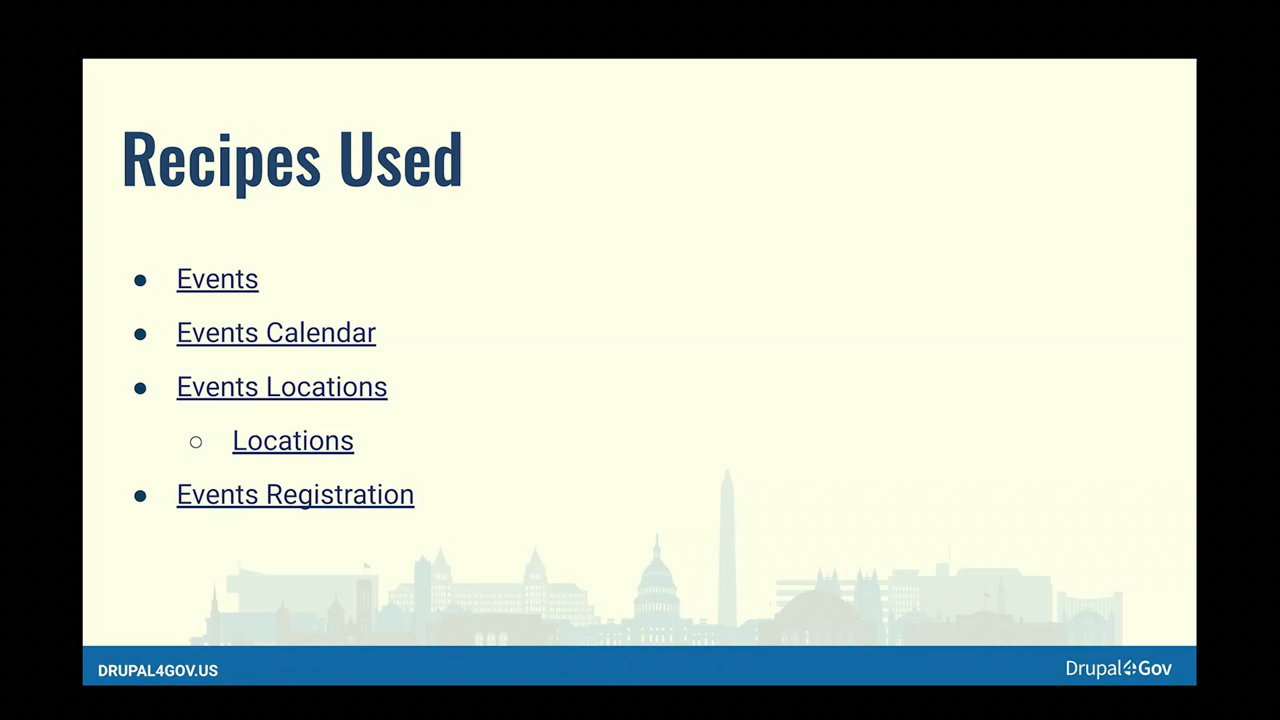 Recipes Used
● Events
● Events Calendar
● Events Locations
○ Locations
● Events Registration
DRUPAL4GOV.US
Drupal4Gov